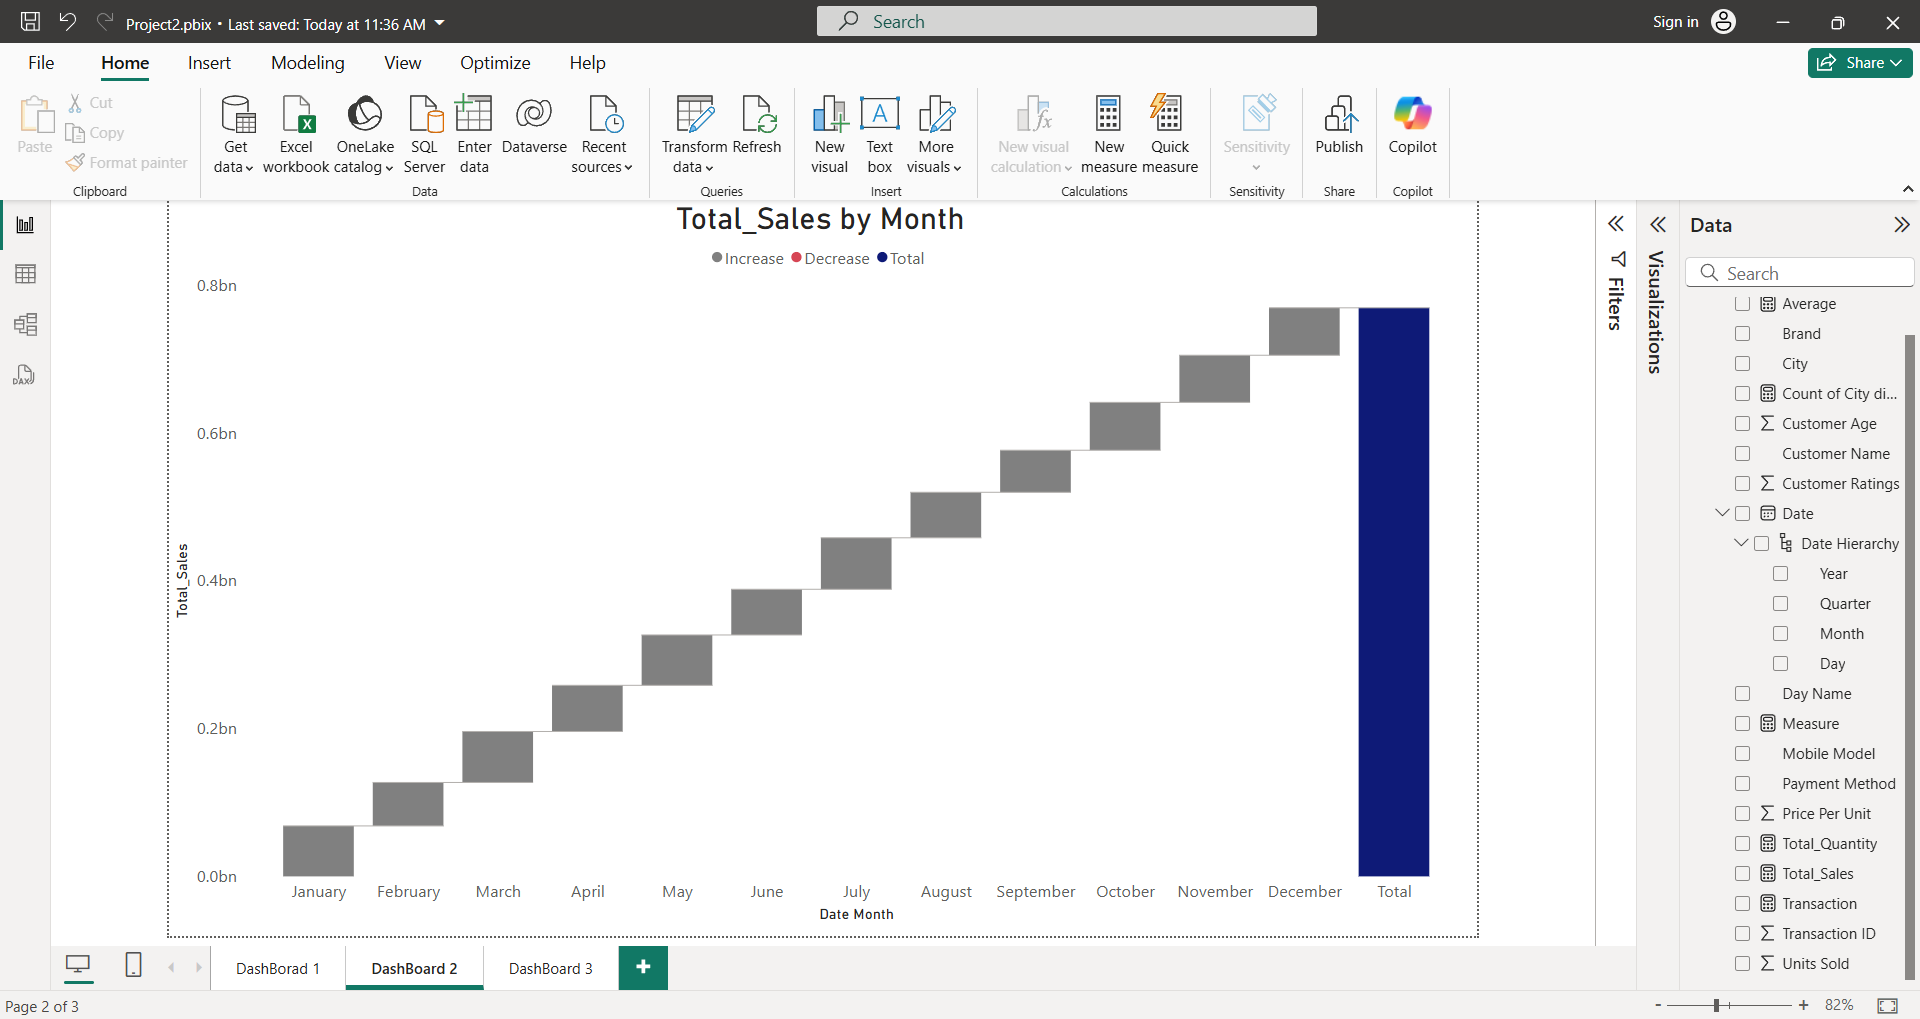 Project2.pbix • Last saved: Today at 11:36 AM
Search
Sign in
File Home Insert Modeling View Optimize Help
Share
Paste
Cut
Copy
Format painter
Clipboard
Get data
Excel workbook
OneLake catalog
SQL Server
Enter data
Dataverse
Recent sources
Data
Transform data
Refresh
Queries
New visual
Text box
More visuals
Insert
New visual calculation
New measure
Quick measure
Calculations
Sensitivity
Sensitivity
Publish
Share
Copilot
Copilot
Total_Sales by Month
Increase Decrease Total
0.8bn
0.6bn
0.4bn
0.2bn
0.0bn
Total_Sales
January February March April May June July August September October November December Total
Date Month
Filters
Visualizations
Data
Search
Average
Brand
City
Count of City di...
Customer Age
Customer Name
Customer Ratings
Date
Date Hierarchy
Year
Quarter
Month
Day
Day Name
Measure
Mobile Model
Payment Method
Price Per Unit
Total_Quantity
Total_Sales
Transaction
Transaction ID
Units Sold
DashBorad 1
DashBoard 2
DashBoard 3
Page 2 of 3
- + 82%